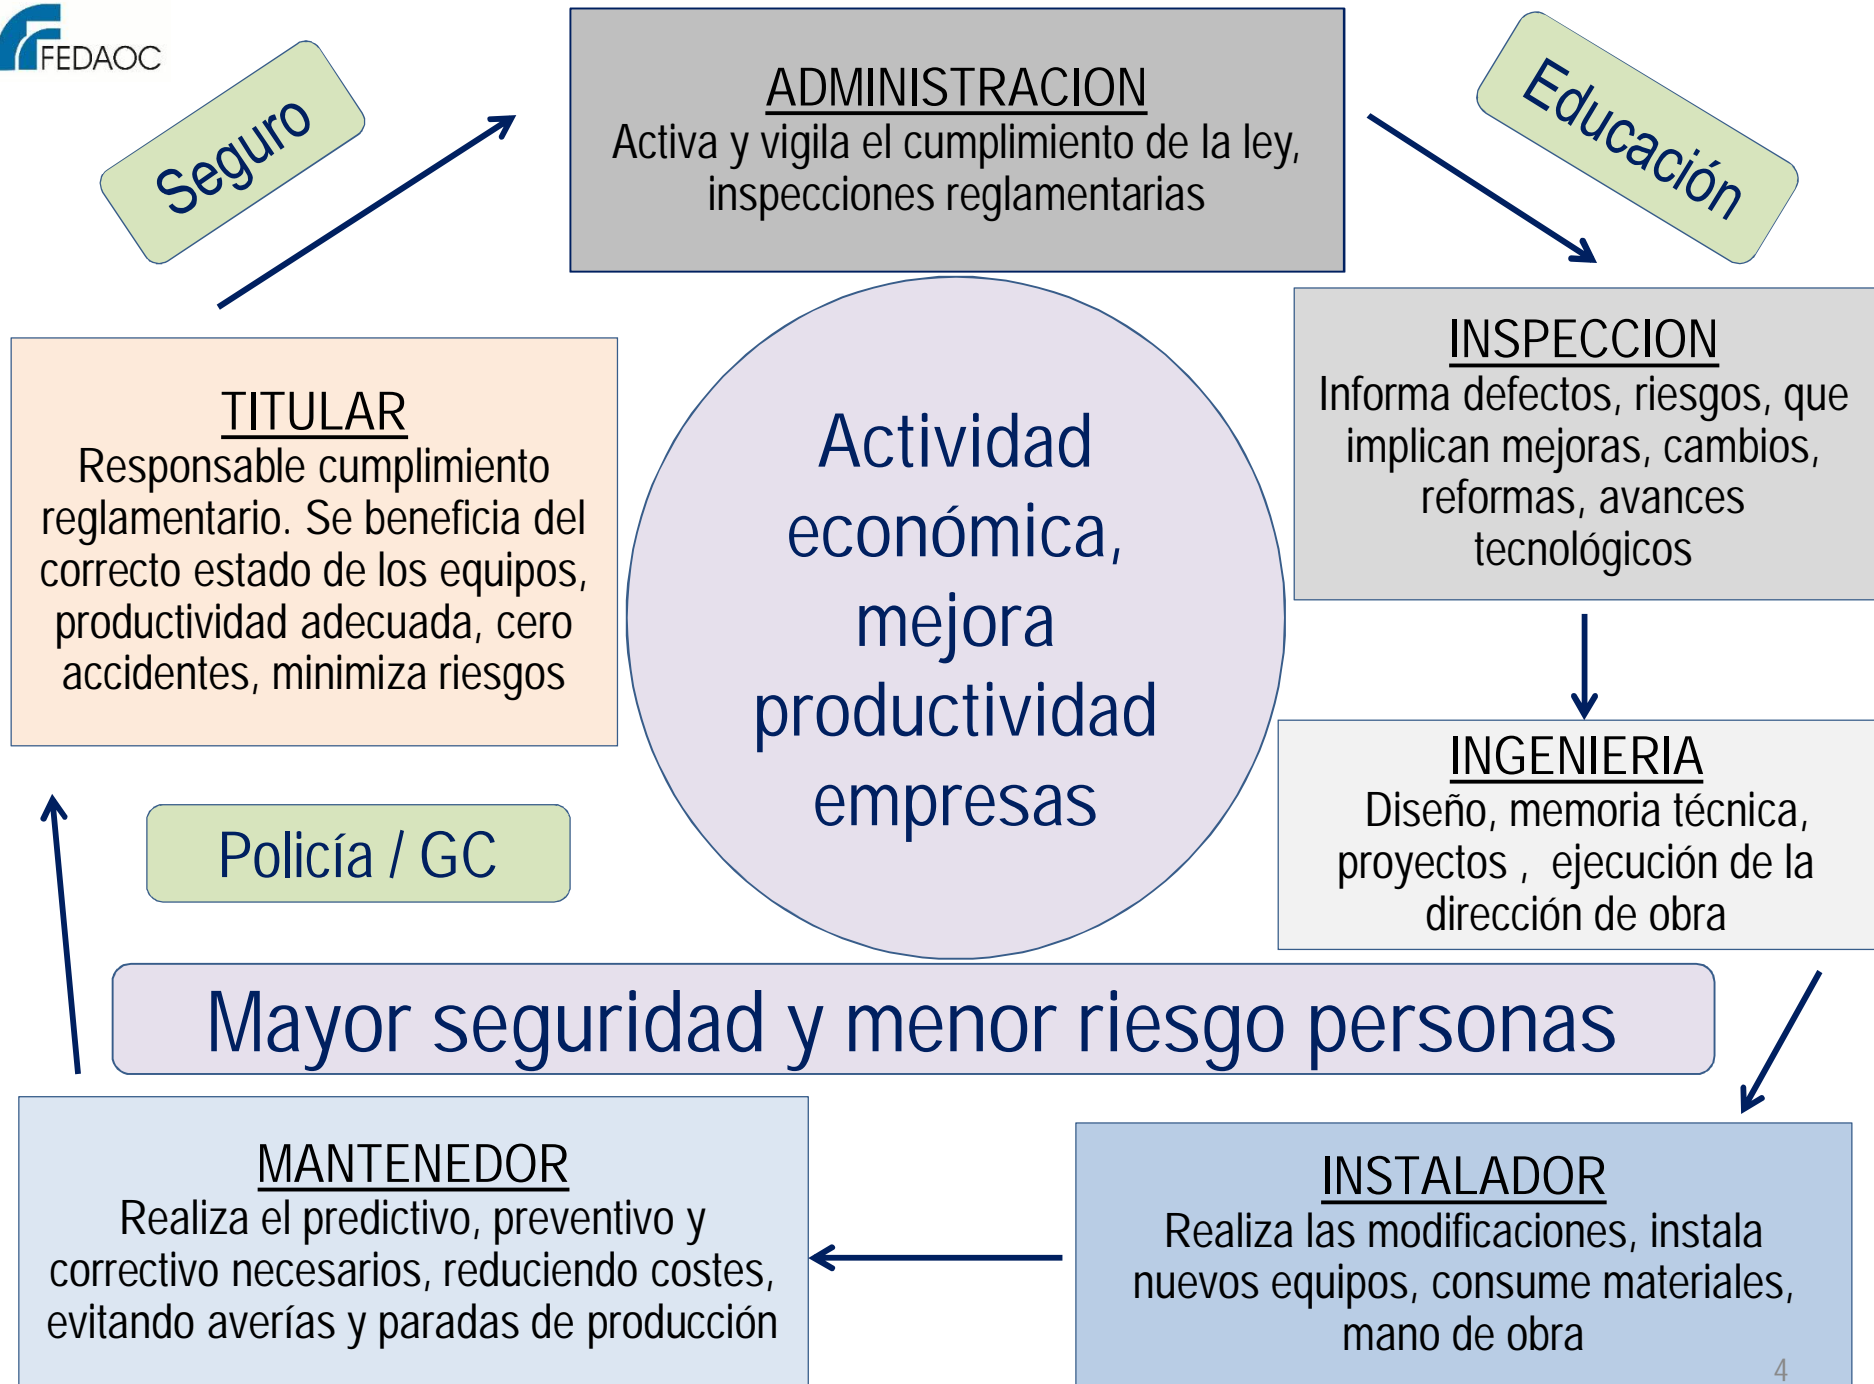 FEDAOC
Seguro
ADMINISTRACION
Activa y vigila el cumplimiento de la ley,
inspecciones reglamentarias
Educación
TITULAR
Responsable cumplimiento
reglamentario. Se beneficia del
correcto estado de los equipos,
productividad adecuada, cero
accidentes, minimiza riesgos
Actividad
económica,
mejora
productividad
empresas
INSPECCION
Informa defectos, riesgos, que
implican mejoras, cambios,
reformas, avances
tecnológicos
INGENIERIA
Diseño, memoria técnica,
proyectos , ejecución de la
dirección de obra
Policía / GC
Mayor seguridad y menor riesgo personas
MANTENEDOR
Realiza el predictivo, preventivo y
correctivo necesarios, reduciendo costes,
evitando averías y paradas de producción
INSTALADOR
Realiza las modificaciones, instala
nuevos equipos, consume materiales,
mano de obra
4